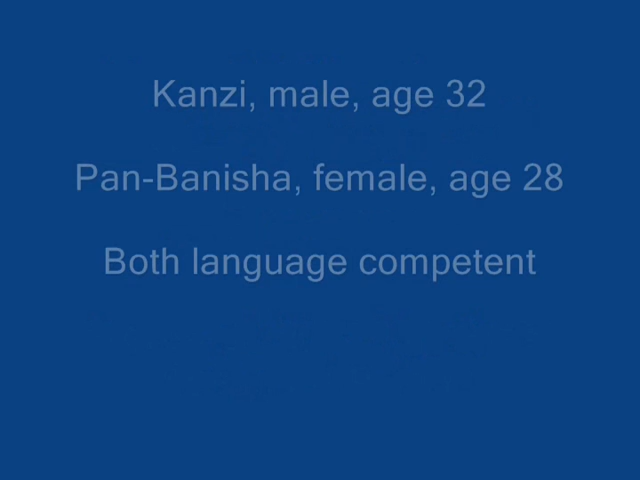 Kanzi, male, age 32
Pan-Banisha, female, age 28
Both language competent